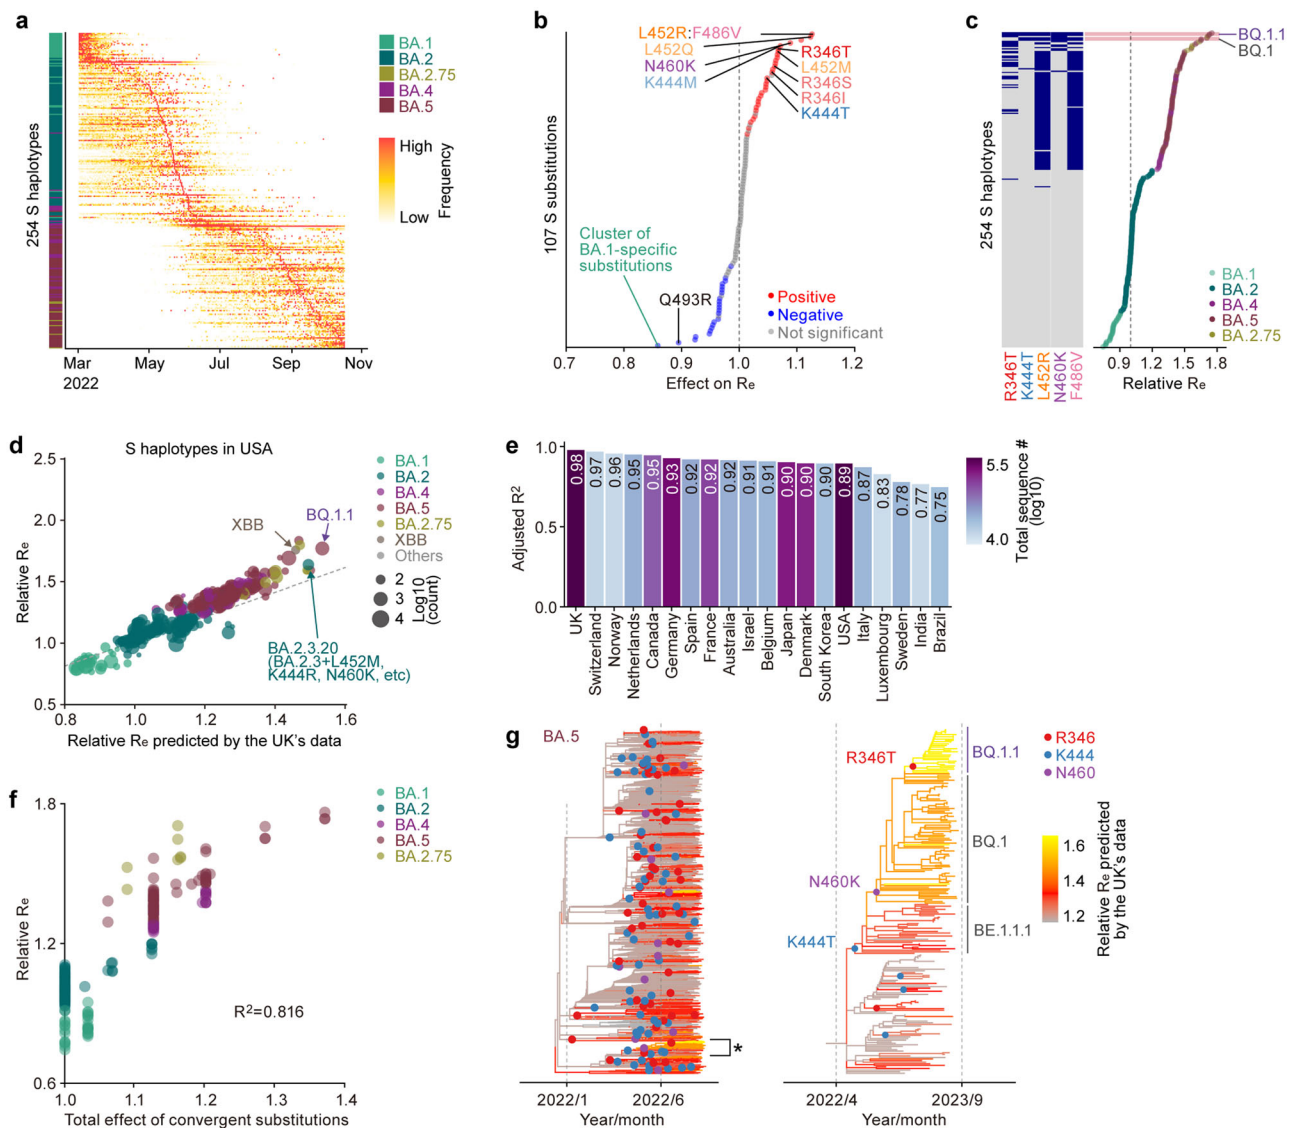 a
254 S haplotypes
BA.1
BA.2
BA.2.75
BA.4
BA.5
High
Low
Frequency
Mar
May
Jul
Sep
Nov
2022
b
107 S substitutions
L452R:F486V
L452Q
N460K
K444M
R346T
L452M
R346S
R346I
K444T
Cluster of
BA.1-specific
substitutions
Q493R
Positive
Negative
Not significant
0.7
0.8
0.9
1.0
1.1
1.2
Effect on Re
c
254 S haplotypes
BQ.1.1
BQ.1
BA.1
BA.2
BA.4
BA.5
BA.2.75
R346T
K444T
L452R
N460K
F486V
0.9
1.2
1.5
1.8
Relative Re
d
S haplotypes in USA
2.5
2.0
1.5
1.0
0.5
Relative Re
XBB
BQ.1.1
BA.2.3.20
(BA.2.3+L452M,
K444R, N460K, etc)
BA.1
BA.2
BA.4
BA.5
BA.2.75
XBB
Others
2
3
4
Log10
(count)
0.8
1.0
1.2
1.4
1.6
Relative Re predicted by the UK's data
e
1.0
0.5
0.0
Adjusted R2
0.98
0.97
0.96
0.95
0.95
0.93
0.92
0.92
0.92
0.91
0.91
0.90
0.90
0.90
0.89
0.87
0.83
0.78
0.77
0.75
UK
Switzerland
Norway
Netherlands
Canada
Germany
Spain
France
Australia
Israel
Belgium
Japan
Denmark
South Korea
USA
Italy
Luxembourg
Sweden
India
Brazil
5.5
4.0
Total sequence #
(log10)
f
1.8
1.2
0.6
Relative Re
R2=0.816
BA.1
BA.2
BA.4
BA.5
BA.2.75
1.0
1.1
1.2
1.3
1.4
Total effect of convergent substitutions
g
BA.5
*
2022/1
2022/6
Year/month
R346T
N460K
K444T
BQ.1.1
BQ.1
BE.1.1.1
2022/4
2023/9
Year/month
R346
K444
N460
1.6
1.4
1.2
Relative Re predicted
by the UK's data